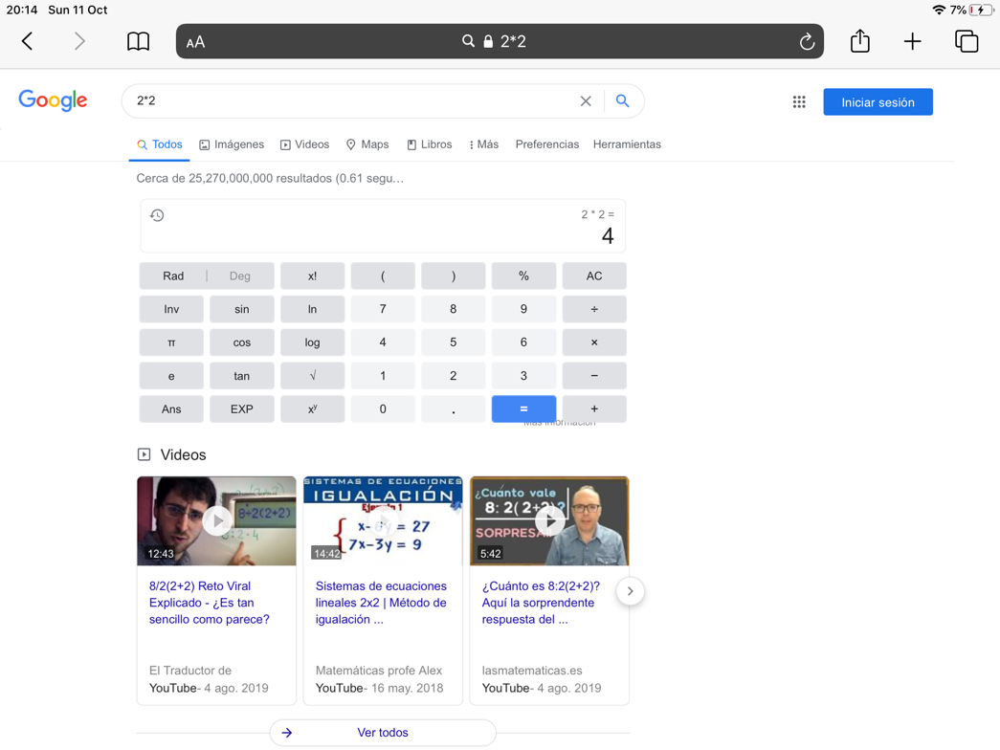 20:14 Sun 11 Oct 7%
AA 2*2
Google 2*2 Iniciar sesión
Todos Imágenes Videos Maps Libros Más Preferencias Herramientas
Cerca de 25,270,000,000 resultados (0.61 segu...
2 * 2 =
4
Rad | Deg x! ( ) % AC
Inv sin ln 7 8 9 ÷
π cos log 4 5 6 ×
e tan √ 1 2 3 −
Ans EXP xʸ 0 . = +
Más información
Videos
8÷2(2+2)
8:2·4
12:43
SISTEMAS DE ECUACIONES
IGUALACIÓN
Ejemplo 1
7x-3y = 9
14:42
¿Cuánto vale
8:2(2+2)?
5:42
8/2(2+2) Reto Viral
Explicado - ¿Es tan
sencillo como parece?
El Traductor de
YouTube- 4 ago. 2019
Sistemas de ecuaciones
lineales 2x2 | Método de
igualación ...
Matemáticas profe Alex
YouTube- 16 may. 2018
¿Cuánto es 8:2(2+2)?
Aquí la sorprendente
respuesta del ...
lasmatematicas.es
YouTube- 4 ago. 2019
Ver todos